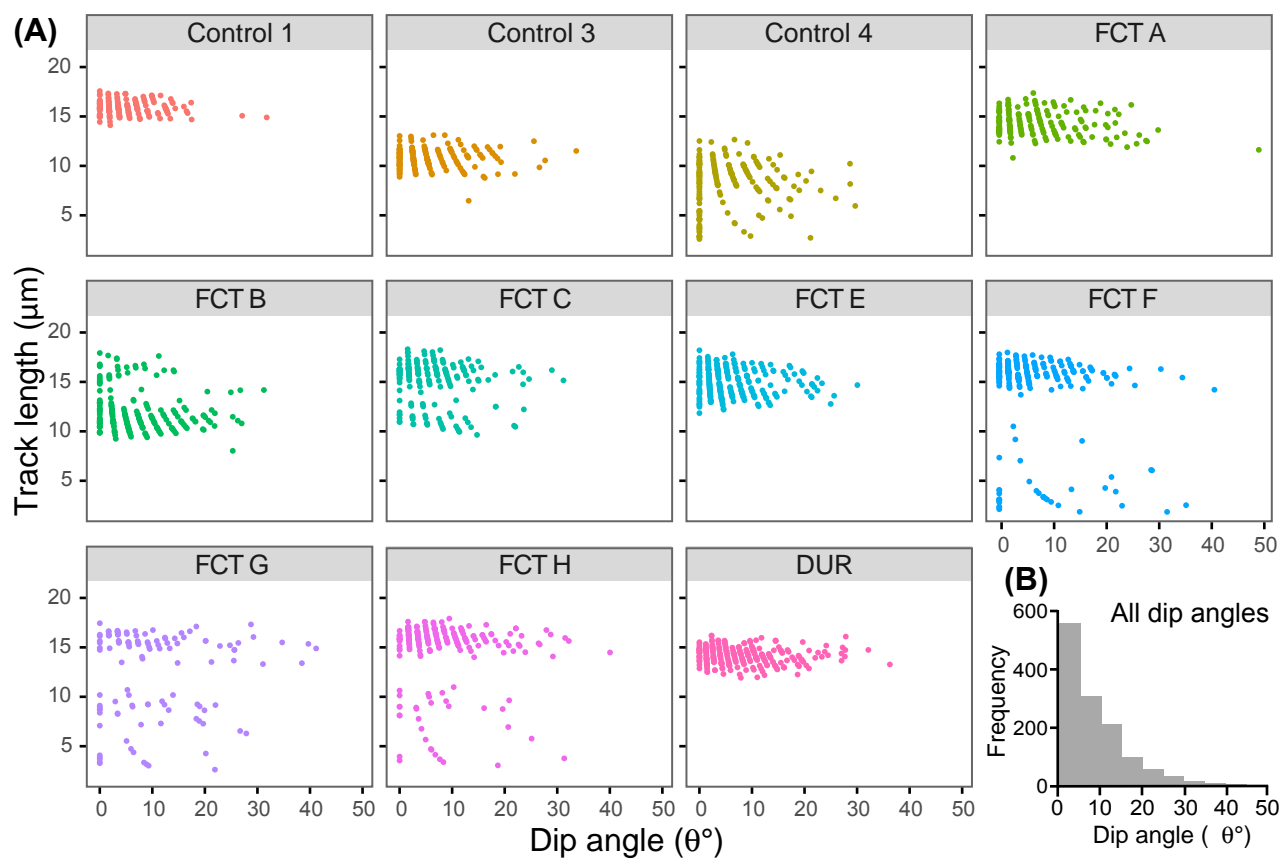 (A)
Control 1 Control 3 Control 4 FCT A
20
15
10
5
FCT B FCT C FCT E FCT F
20
15
10
5
0 10 20 30 40 50
FCT G FCT H DUR
20
15
10
5
0 10 20 30 40 50 0 10 20 30 40 50 0 10 20 30 40 50
Track length (μm)
Dip angle (θ°)
(B)
All dip angles
600
400
200
0
Frequency
0 10 20 30 40 50
Dip angle ( θ°)